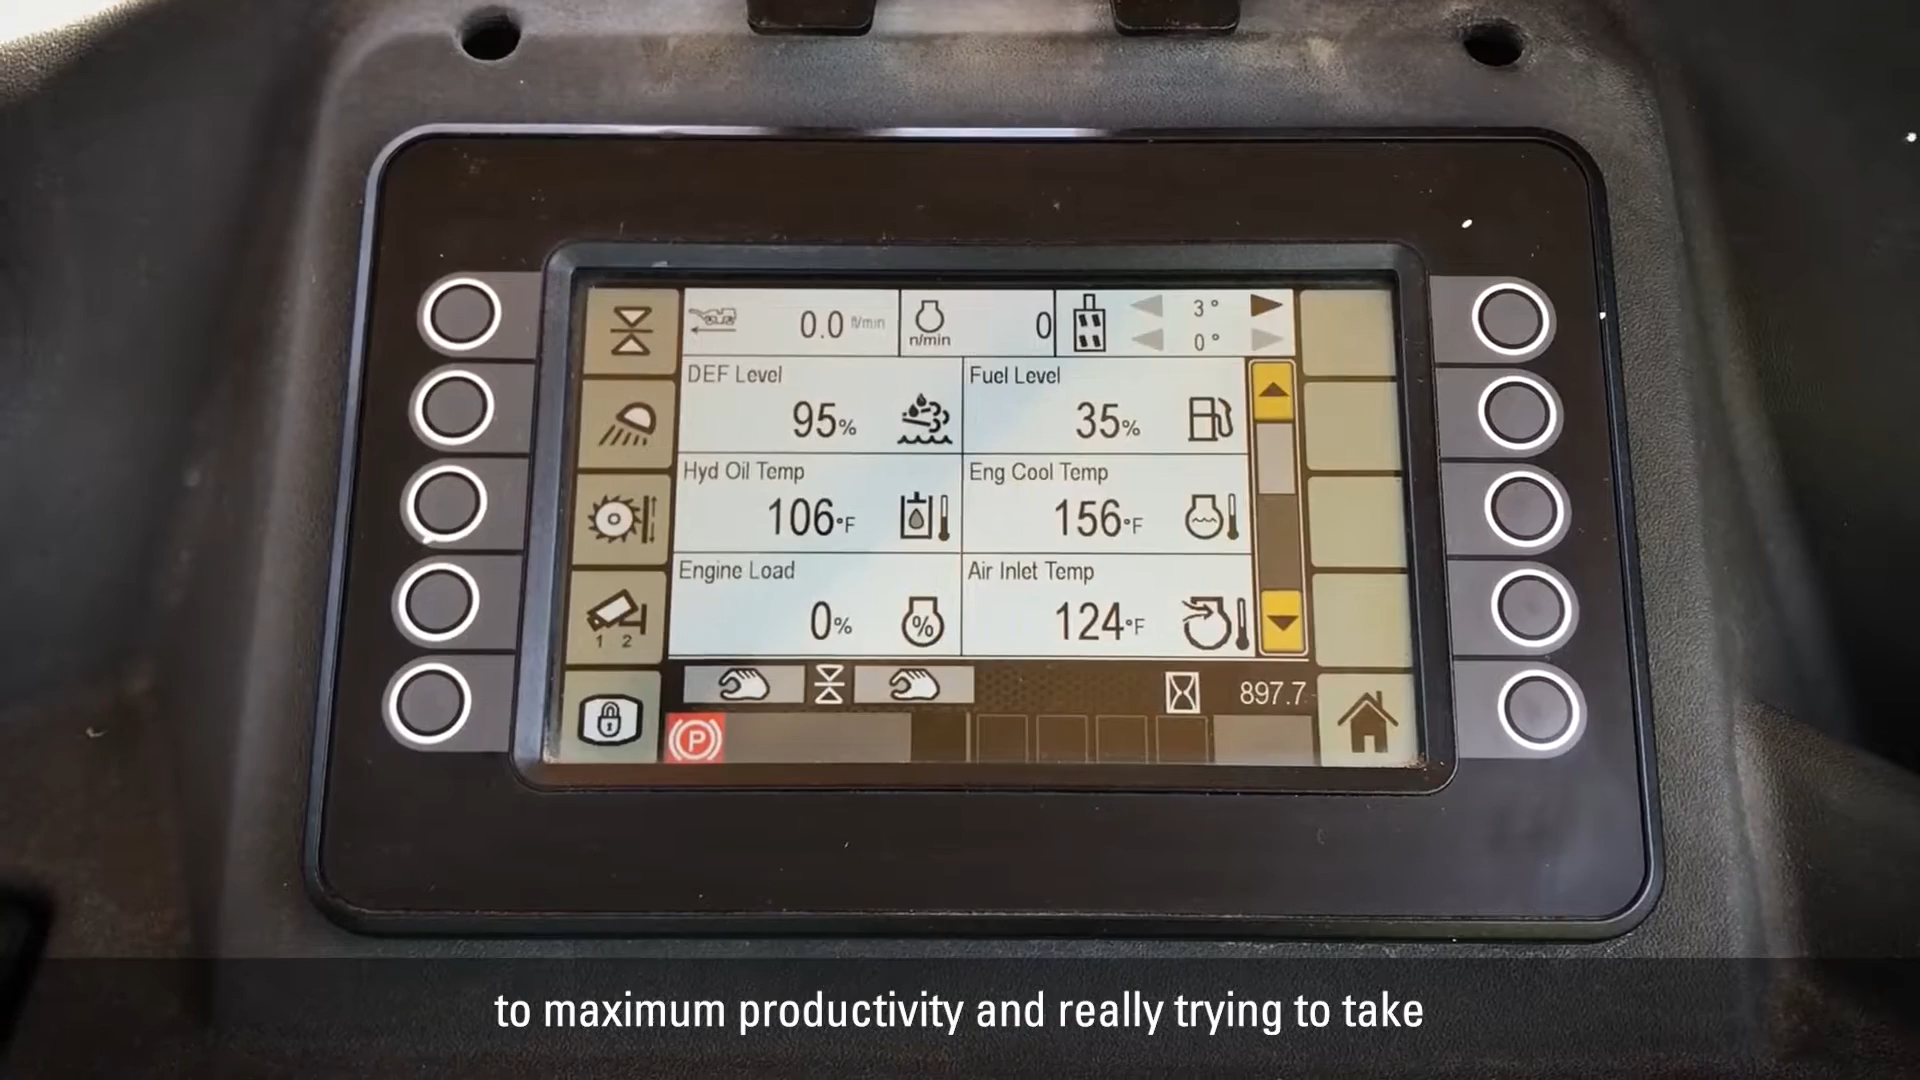 0.0 ft/min
n/min 0
3°
0°
DEF Level
95%
Fuel Level
35%
Hyd Oil Temp
106°F
Eng Cool Temp
156°F
Engine Load
0%
%
Air Inlet Temp
124°F
1 2
897.7
P
to maximum productivity and really trying to take